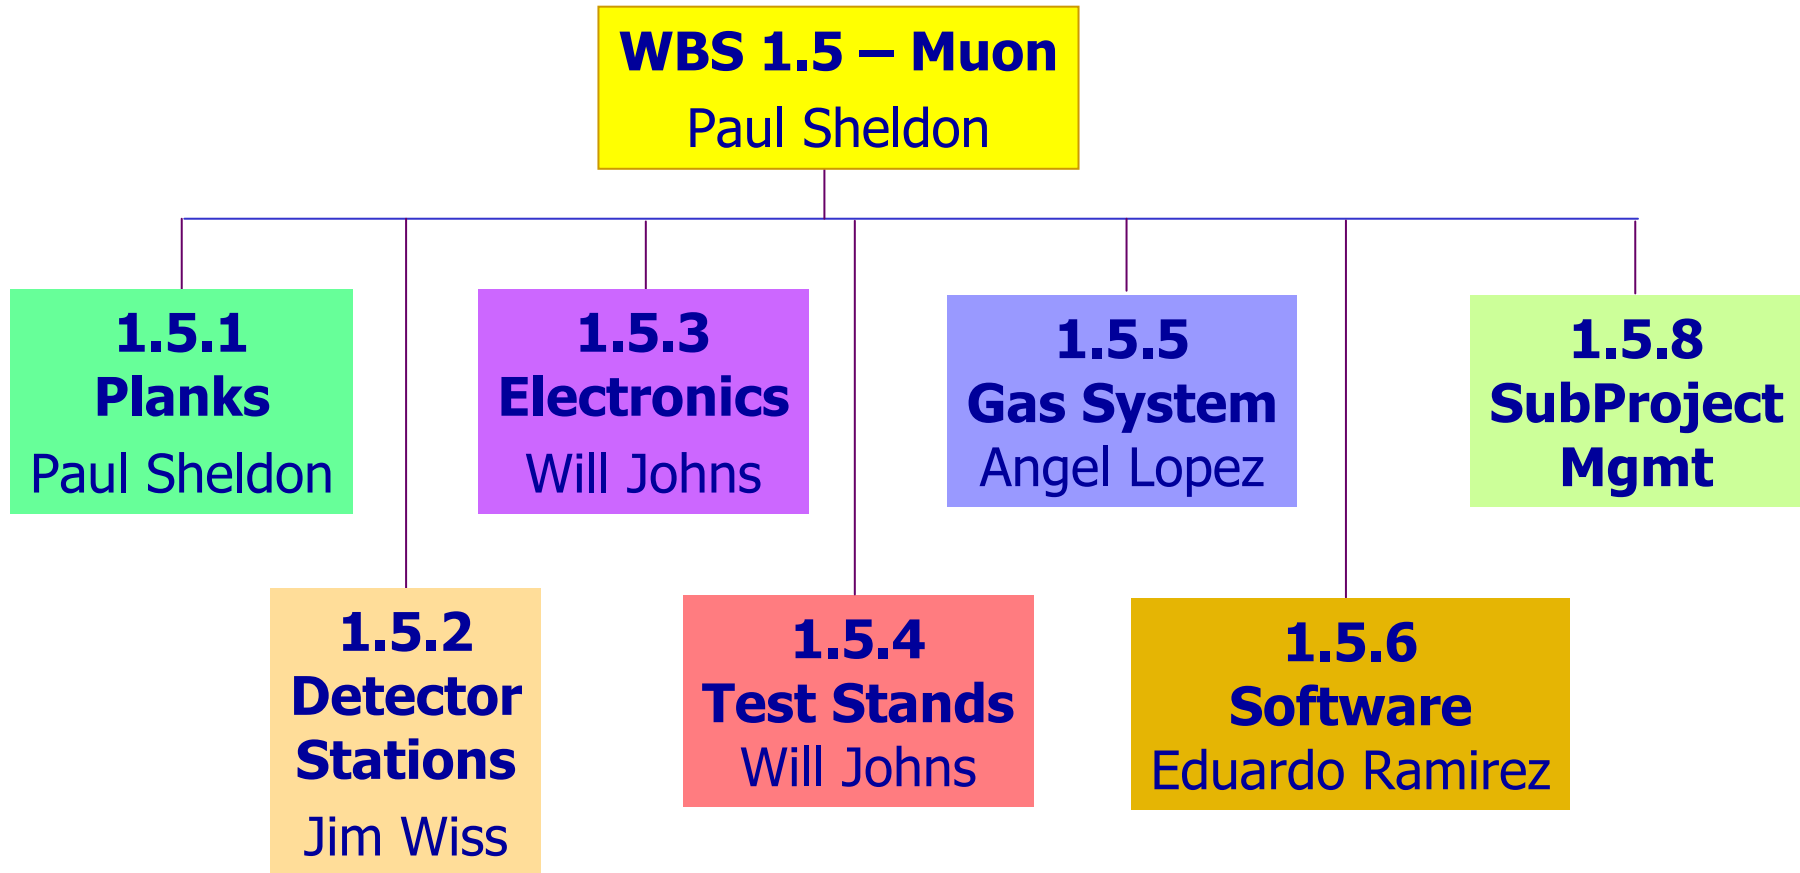 WBS 1.5 – Muon
Paul Sheldon
1.5.1
Planks
Paul Sheldon
1.5.2
Detector
Stations
Jim Wiss
1.5.3
Electronics
Will Johns
1.5.4
Test Stands
Will Johns
1.5.5
Gas System
Angel Lopez
1.5.6
Software
Eduardo Ramirez
1.5.8
SubProject
Mgmt